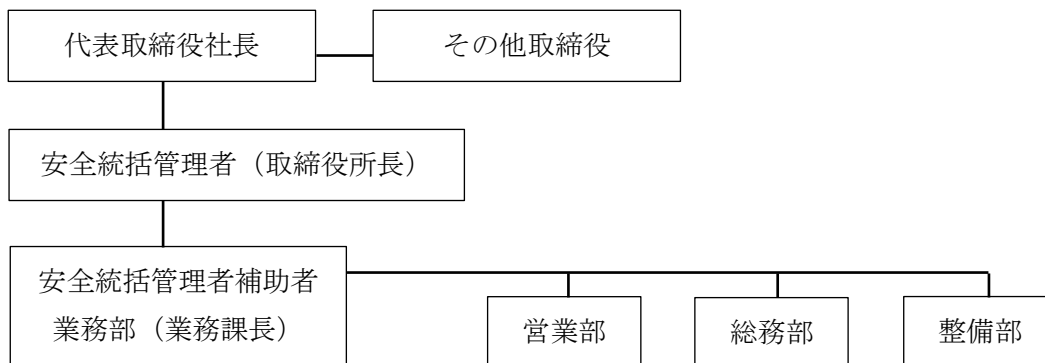 代表取締役社長
その他取締役
安全統括管理者（取締役所長）
安全統括管理者補助者
業務部（業務課長）
営業部
総務部
整備部